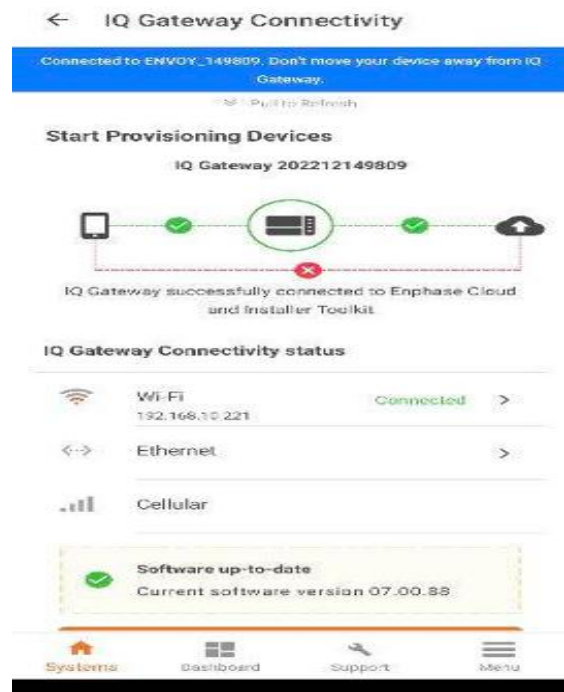 IQ Gateway Connectivity
Connected to ENVOY_149809. Don't move your device away from IQ
Gateway.
Pull to Refresh
Start Provisioning Devices
IQ Gateway 202212149809
IQ Gateway successfully connected to Enphase Cloud
and Installer Toolkit
IQ Gateway Connectivity status
Wi-Fi
Connected
192.168.10.221
Ethernet
Cellular
Software up-to-date
Current software version 07.00.88
Systems
Dashboard
Support
Menu